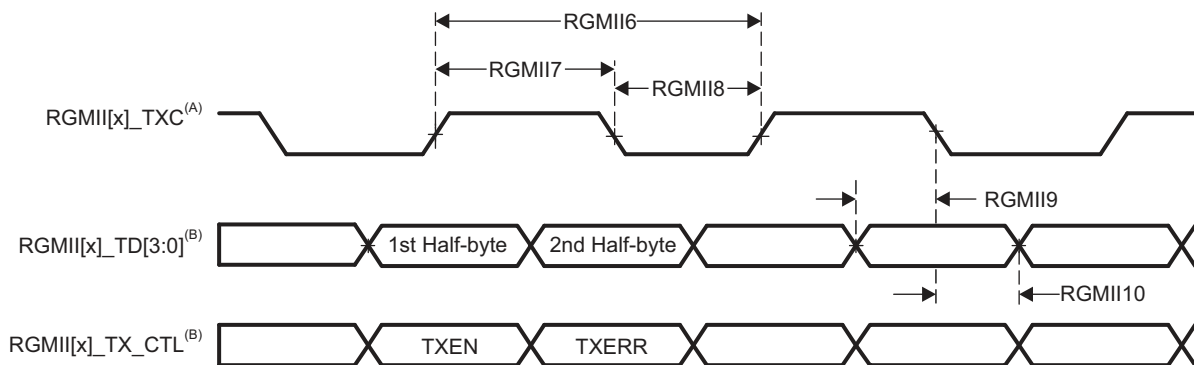 RGMII6
RGMII7
RGMII8
RGMII[x]_TXC(A)
RGMII9
RGMII[x]_TD[3:0](B)
1st Half-byte
2nd Half-byte
RGMII10
RGMII[x]_TX_CTL(B)
TXEN
TXERR